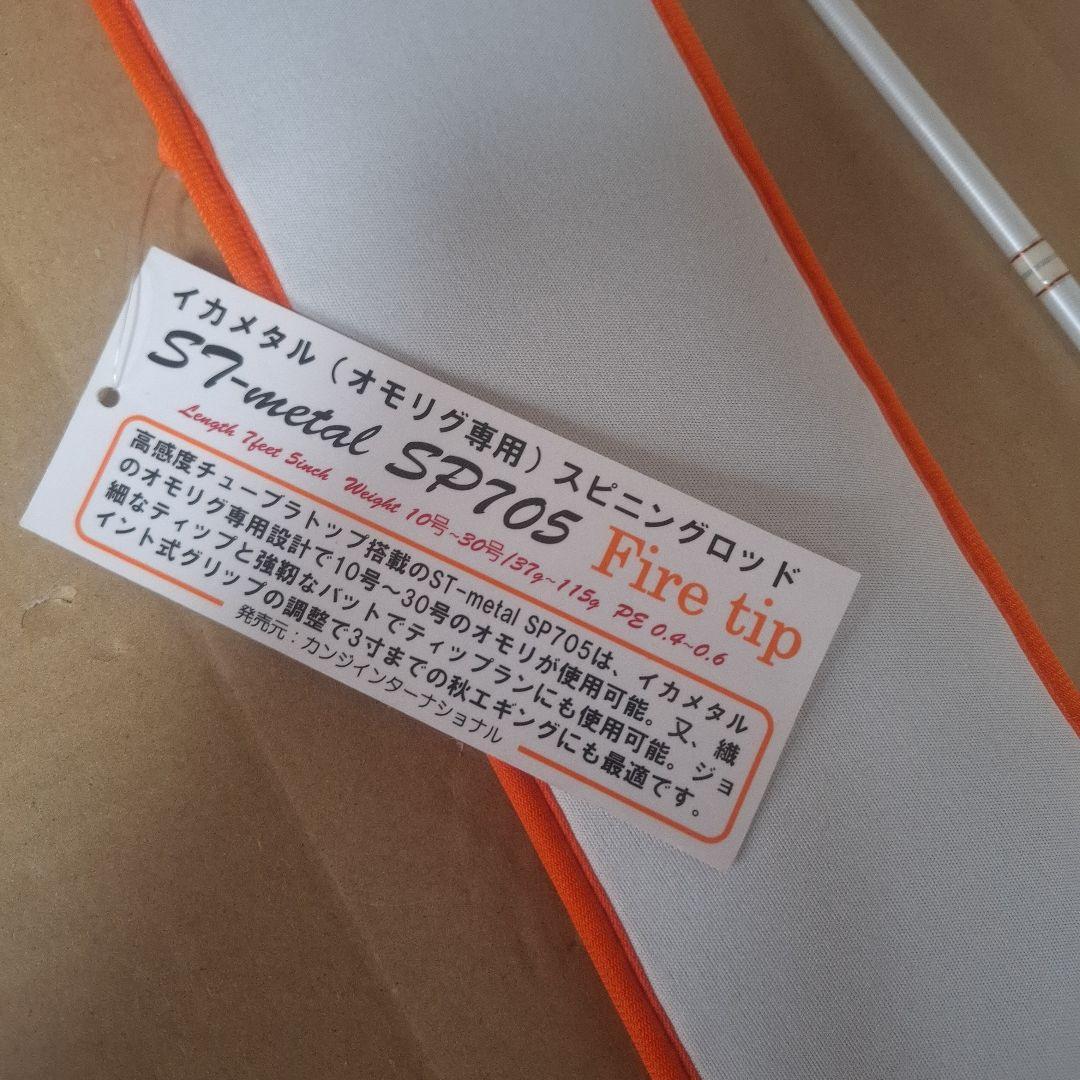 イカメタル（オモリグ専用）スピニングロッド
ST-metal SP705 Fire tip
Length 7feet 5inch Weight 10号~30号/37g~115g PE 0.4~0.6
高感度チューブラトップ搭載のST-metal SP705は、イカメタル
のオモリグ専用設計で10号～30号のオモリが使用可能。又、繊
細なティップと強靭なバットでティップランにも使用可能。ジョ
イント式グリップの調整で3寸までの秋エギングにも最適です。
発売元：カンジインターナショナル